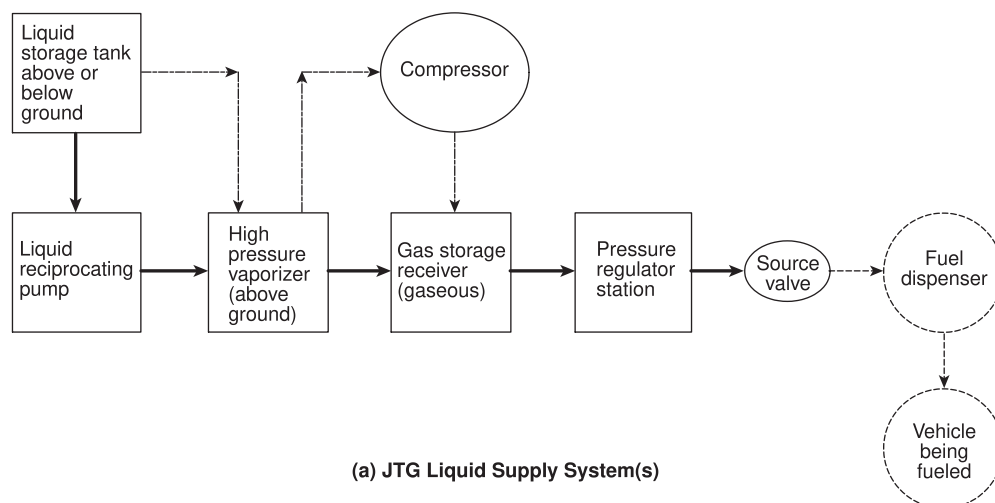 Liquid
storage tank
above or
below
ground
Compressor
Liquid
reciprocating
pump
High
pressure
vaporizer
(above
ground)
Gas storage
receiver
(gaseous)
Pressure
regulator
station
Source
valve
Fuel
dispenser
Vehicle
being
fueled
(a) JTG Liquid Supply System(s)